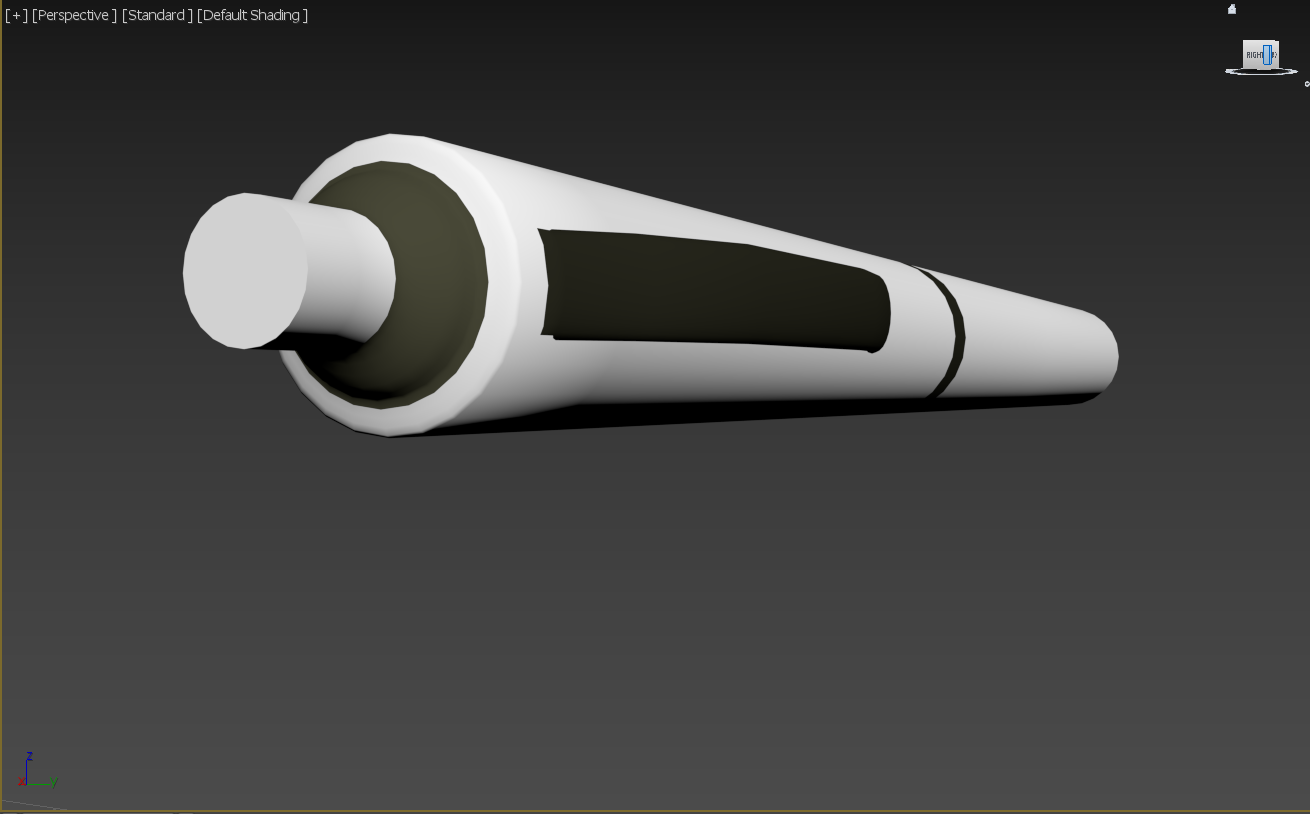 [+] [Perspective ] [Standard ] [Default Shading ]
RIGHT
Z
X
Y